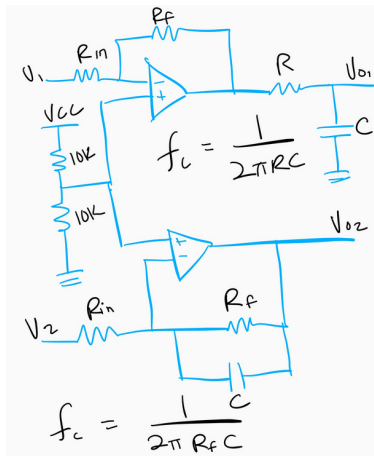 Rf
Rin
V1
R
Vo1
-
+
VCC
C
10K
fc = 1 / 2πRC
10K
Vo2
+
-
Rin
Rf
V2
C
fc = 1 / 2πRfC